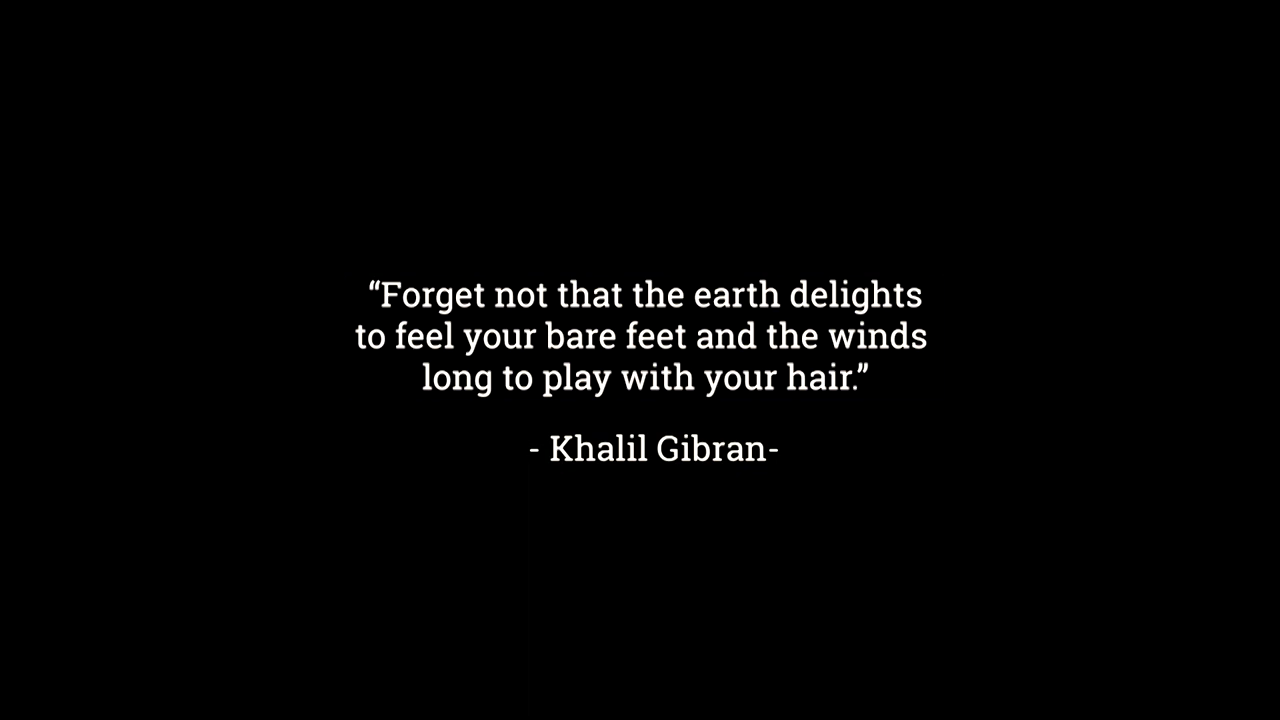 “Forget not that the earth delights
to feel your bare feet and the winds
long to play with your hair.”
- Khalil Gibran-